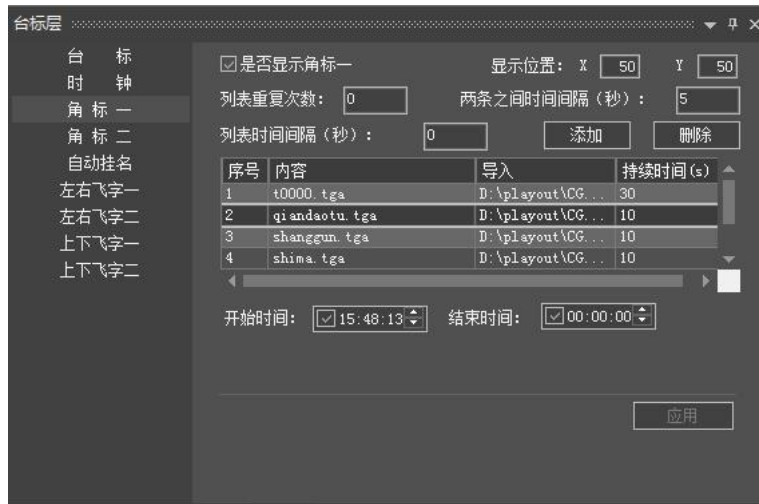 台标层
台 标
时 钟
角 标 一
角 标 二
自动挂名
左右飞字一
左右飞字二
上下飞字一
上下飞字二
是否显示角标一 显示位置: X 50 Y 50
列表重复次数: 0 两条之间时间间隔(秒): 5
列表时间间隔(秒): 0 添加 删除
序号 内容 导入 持续时间(s)
1 t0000.tga D:\playout\CG... 30
2 qiandaotu.tga D:\playout\CG... 10
3 shanggun.tga D:\playout\CG... 10
4 shima.tga D:\playout\CG... 10
开始时间: 15:48:13 结束时间: 00:00:00
应用